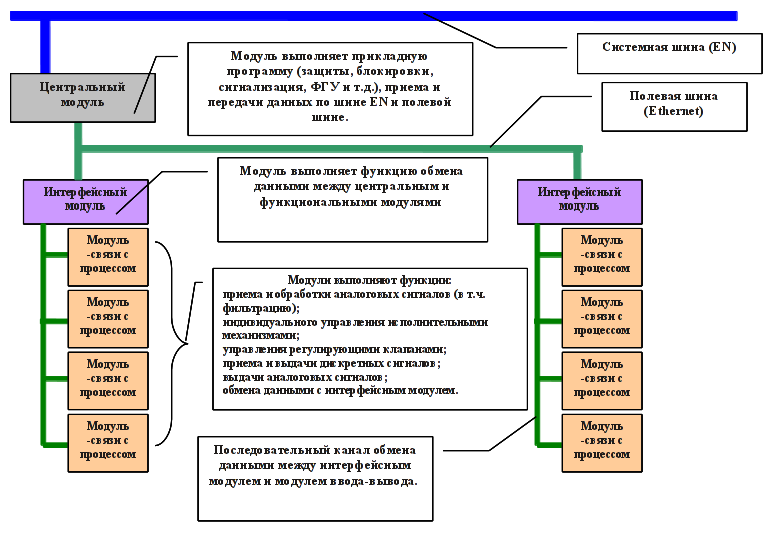 Системная шина (EN)
Модуль выполняет прикладную
программу (защиты, блокировки,
сигнализация, ФГУ и т.д.), приема и
передачи данных по шине EN и полевой
шине.
Центральный
модуль
Полевая шина
(Ethernet)
Модуль выполняет функцию обмена
данными между центральным и
функциональными модулями
Интерфейсный
модуль
Интерфейсный
модуль
Модуль
-связи с
процессом
Модуль
-связи с
процессом
Модуль
-связи с
процессом
Модуль
-связи с
процессом
Модули выполняют функции:
приема и обработки аналоговых сигналов (в т.ч.
фильтрацию);
индивидуального управления исполнительными
механизмами;
управления регулирующими клапанами;
приема и выдачи дискретных сигналов;
выдачи аналоговых сигналов;
обмена данными с интерфейсным модулем.
Модуль
-связи с
процессом
Модуль
-связи с
процессом
Модуль
-связи с
процессом
Модуль
-связи с
процессом
Последовательный канал обмена
данными между интерфейсным
модулем и модулем ввода-вывода.